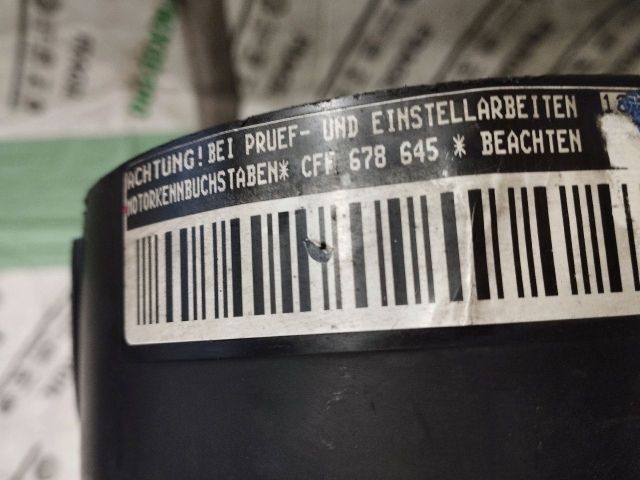 ACHTUNG!BEI PRUEF- UND EINSTELLARBEITEN
MOTORKENNBUCHSTABEN* CFF 678 645 * BEACHTEN